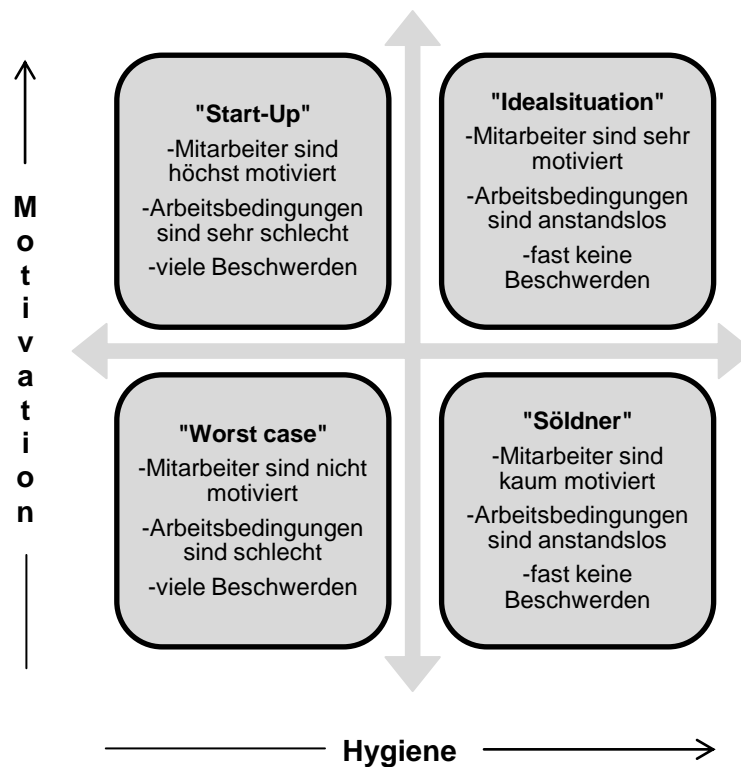 "Start-Up"
-Mitarbeiter sind
höchst motiviert
-Arbeitsbedingungen
sind sehr schlecht
-viele Beschwerden
"Idealsituation"
-Mitarbeiter sind sehr
motiviert
-Arbeitsbedingungen
sind anstandslos
-fast keine
Beschwerden
Motivation
"Worst case"
-Mitarbeiter sind nicht
motiviert
-Arbeitsbedingungen
sind schlecht
-viele Beschwerden
"Söldner"
-Mitarbeiter sind
kaum motiviert
-Arbeitsbedingungen
sind anstandslos
-fast keine
Beschwerden
Hygiene